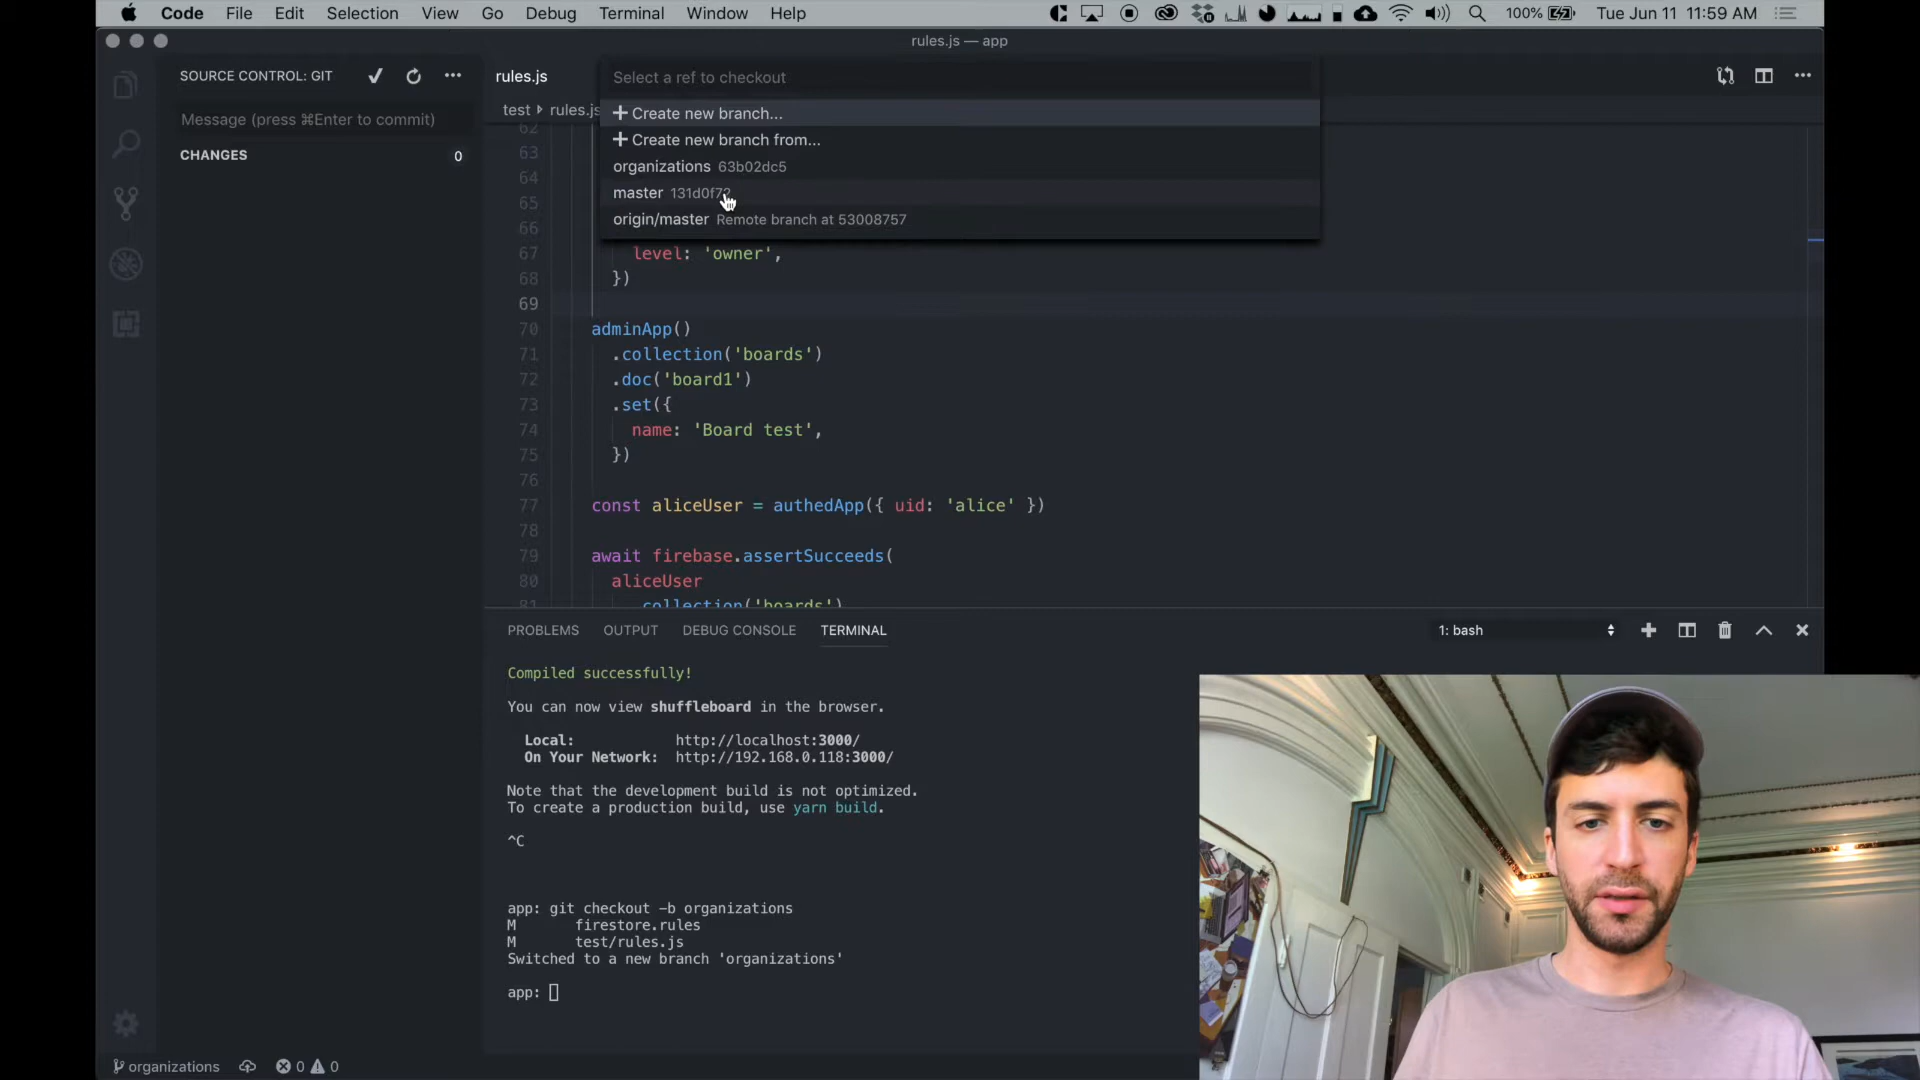 Code File Edit Selection View Go Debug Terminal Window Help 100% Tue Jun 11 11:59 AM
rules.js — app
SOURCE CONTROL: GIT
rules.js
Select a ref to checkout
test rules.js
Create new branch...
Message (press ⌘Enter to commit)
Create new branch from...
CHANGES 0
organizations 63b02dc5
master 131d0f72
origin/master Remote branch at 53008757
62
63
64
65
66
67 level: 'owner',
68 })
69
70 adminApp()
71 .collection('boards')
72 .doc('board1')
73 .set({
74 name: 'Board test',
75 })
76
77 const aliceUser = authedApp({ uid: 'alice' })
78
79 await firebase.assertSucceeds(
80 aliceUser
81 .collection('boards')
PROBLEMS OUTPUT DEBUG CONSOLE TERMINAL 1: bash
Compiled successfully!
You can now view shuffleboard in the browser.
Local: http://localhost:3000/
On Your Network: http://192.168.0.118:3000/
Note that the development build is not optimized.
To create a production build, use yarn build.
^C
app: git checkout -b organizations
M firestore.rules
M test/rules.js
Switched to a new branch 'organizations'
app:
organizations 0 0